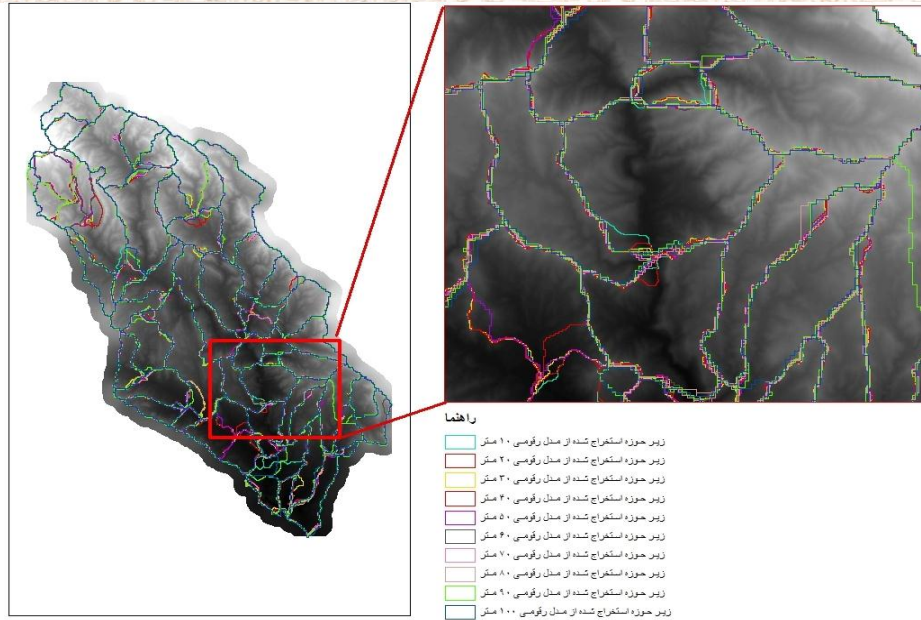 راهنما
زیر حوزه استخراج شده از مدل رقومی ۱۰ متر
زیر حوزه استخراج شده از مدل رقومی ۲۰ متر
زیر حوزه استخراج شده از مدل رقومی ۳۰ متر
زیر حوزه استخراج شده از مدل رقومی ۴۰ متر
زیر حوزه استخراج شده از مدل رقومی ۵۰ متر
زیر حوزه استخراج شده از مدل رقومی ۶۰ متر
زیر حوزه استخراج شده از مدل رقومی ۷۰ متر
زیر حوزه استخراج شده از مدل رقومی ۸۰ متر
زیر حوزه استخراج شده از مدل رقومی ۹۰ متر
زیر حوزه استخراج شده از مدل رقومی ۱۰۰ متر